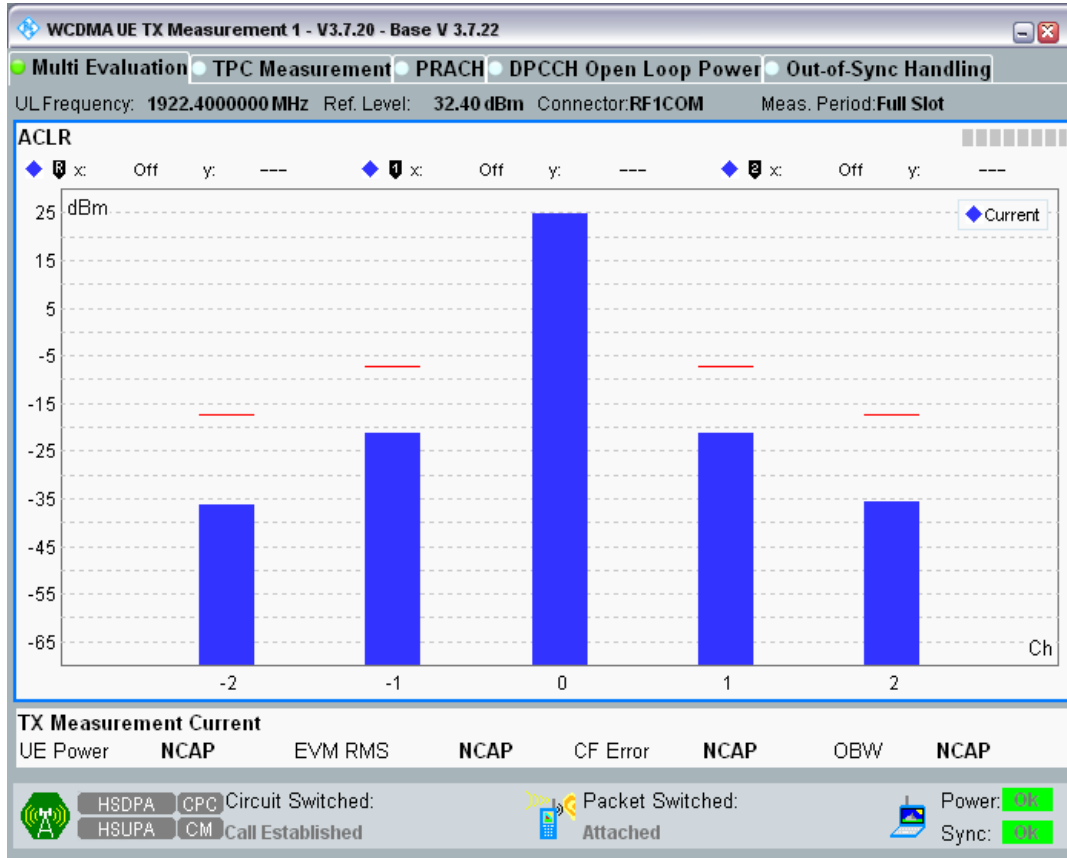 WCDMA UE TX Measurement 1 - V3.7.20 - Base V 3.7.22
Multi Evaluation TPC Measurement PRACH DPCCH Open Loop Power Out-of-Sync Handling
UL Frequency: 1922.4000000 MHz Ref. Level: 32.40 dBm Connector:RF1COM Meas. Period:Full Slot
ACLR
R x: Off y: --- 1 x: Off y: --- 2 x: Off y: ---
dBm
Current
25
15
5
-5
-15
-25
-35
-45
-55
-65
Ch
-2 -1 0 1 2
TX Measurement Current
UE Power NCAP EVM RMS NCAP CF Error NCAP OBW NCAP
HSDPA CPC Circuit Switched: Packet Switched: Power: Ok
HSUPA CM Call Established Attached Sync: Ok